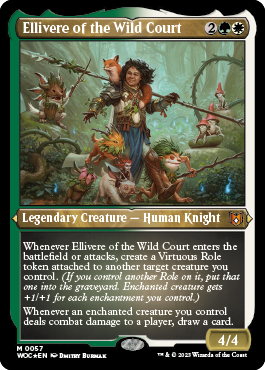 Ellivere of the Wild Court 2
Legendary Creature — Human Knight
Whenever Ellivere of the Wild Court enters the
battlefield or attacks, create a Virtuous Role
token attached to another target creature you
control. (If you control another Role on it, put that
one into the graveyard. Enchanted creature gets
+1/+1 for each enchantment you control.)
Whenever an enchanted creature you control
deals combat damage to a player, draw a card.
4/4
M 0057
WOC★EN Dmitry Burmak
™ & © 2023 Wizards of the Coast